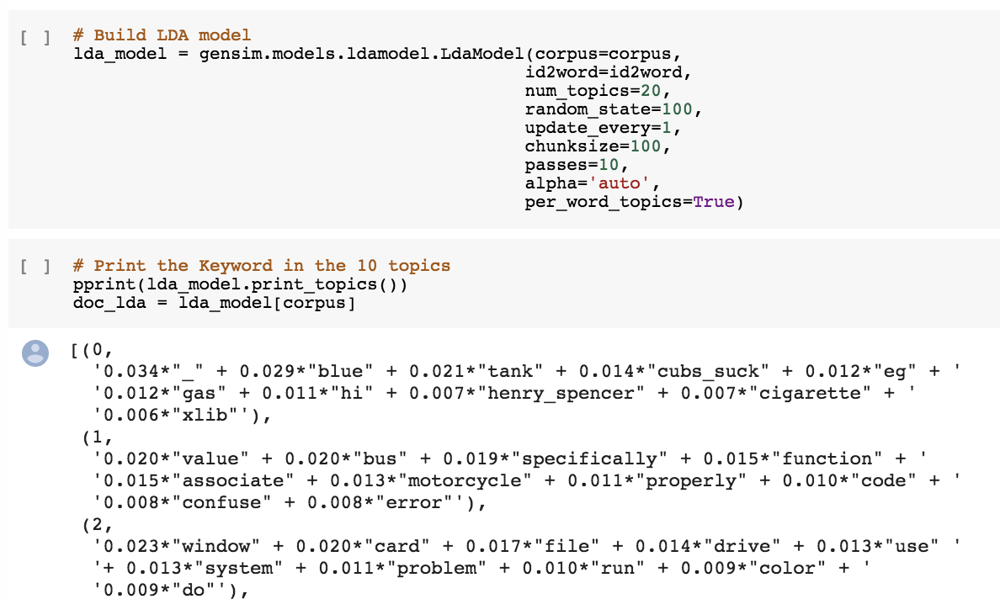 [ ] # Build LDA model
lda_model = gensim.models.ldamodel.LdaModel(corpus=corpus,
id2word=id2word,
num_topics=20,
random_state=100,
update_every=1,
chunksize=100,
passes=10,
alpha='auto',
per_word_topics=True)
[ ] # Print the Keyword in the 10 topics
pprint(lda_model.print_topics())
doc_lda = lda_model[corpus]
[(0,
'0.034*"_" + 0.029*"blue" + 0.021*"tank" + 0.014*"cubs_suck" + 0.012*"eg" + '
'0.012*"gas" + 0.011*"hi" + 0.007*"henry_spencer" + 0.007*"cigarette" + '
'0.006*"xlib"'),
(1,
'0.020*"value" + 0.020*"bus" + 0.019*"specifically" + 0.015*"function" + '
'0.015*"associate" + 0.013*"motorcycle" + 0.011*"properly" + 0.010*"code" + '
'0.008*"confuse" + 0.008*"error"'),
(2,
'0.023*"window" + 0.020*"card" + 0.017*"file" + 0.014*"drive" + 0.013*"use" '
'+ 0.013*"system" + 0.011*"problem" + 0.010*"run" + 0.009*"color" + '
'0.009*"do"'),